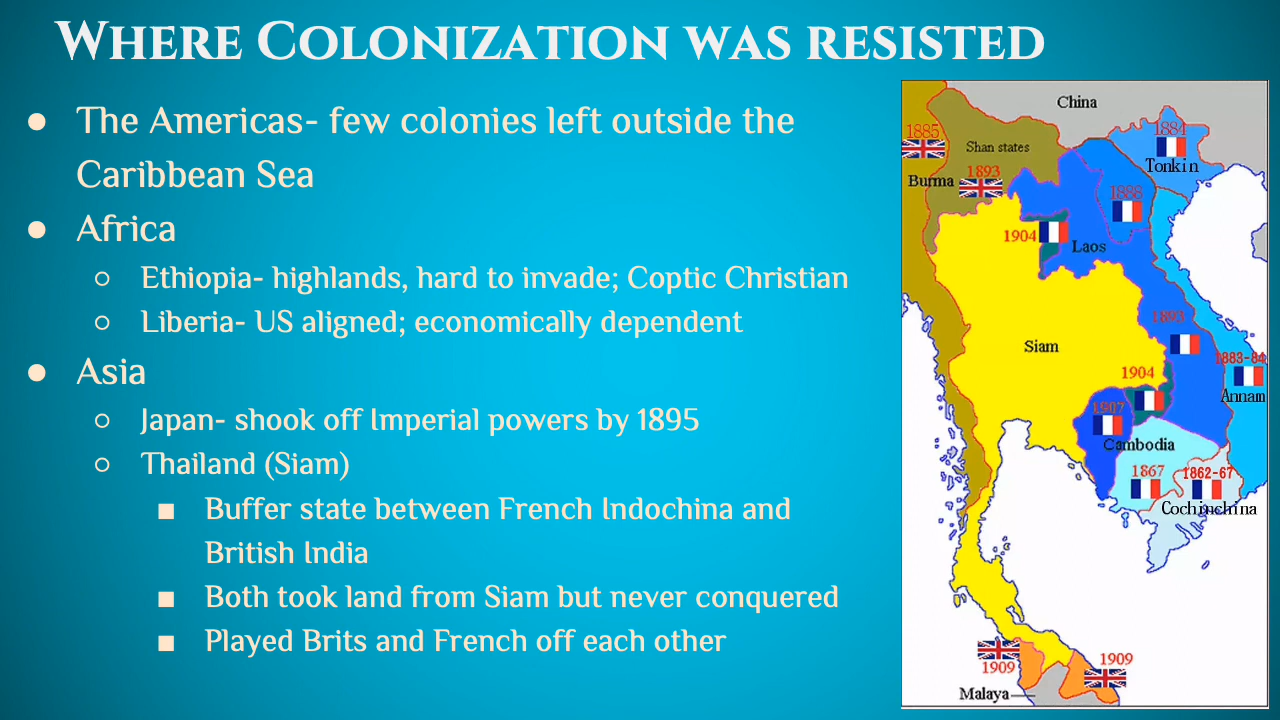 Where Colonization was resisted
● The Americas- few colonies left outside the
Caribbean Sea
● Africa
○ Ethiopia- highlands, hard to invade; Coptic Christian
○ Liberia- US aligned; economically dependent
● Asia
○ Japan- shook off Imperial powers by 1895
○ Thailand (Siam)
■ Buffer state between French Indochina and
British India
■ Both took land from Siam but never conquered
■ Played Brits and French off each other
China
1885
Shan states
1884
Tonkin
Burma
1893
1888
1904
Laos
1893
Siam
1883-84
Annam
1904
1907
Cambodia
1867
1862-67
Cochinchina
1909
1909
Malaya